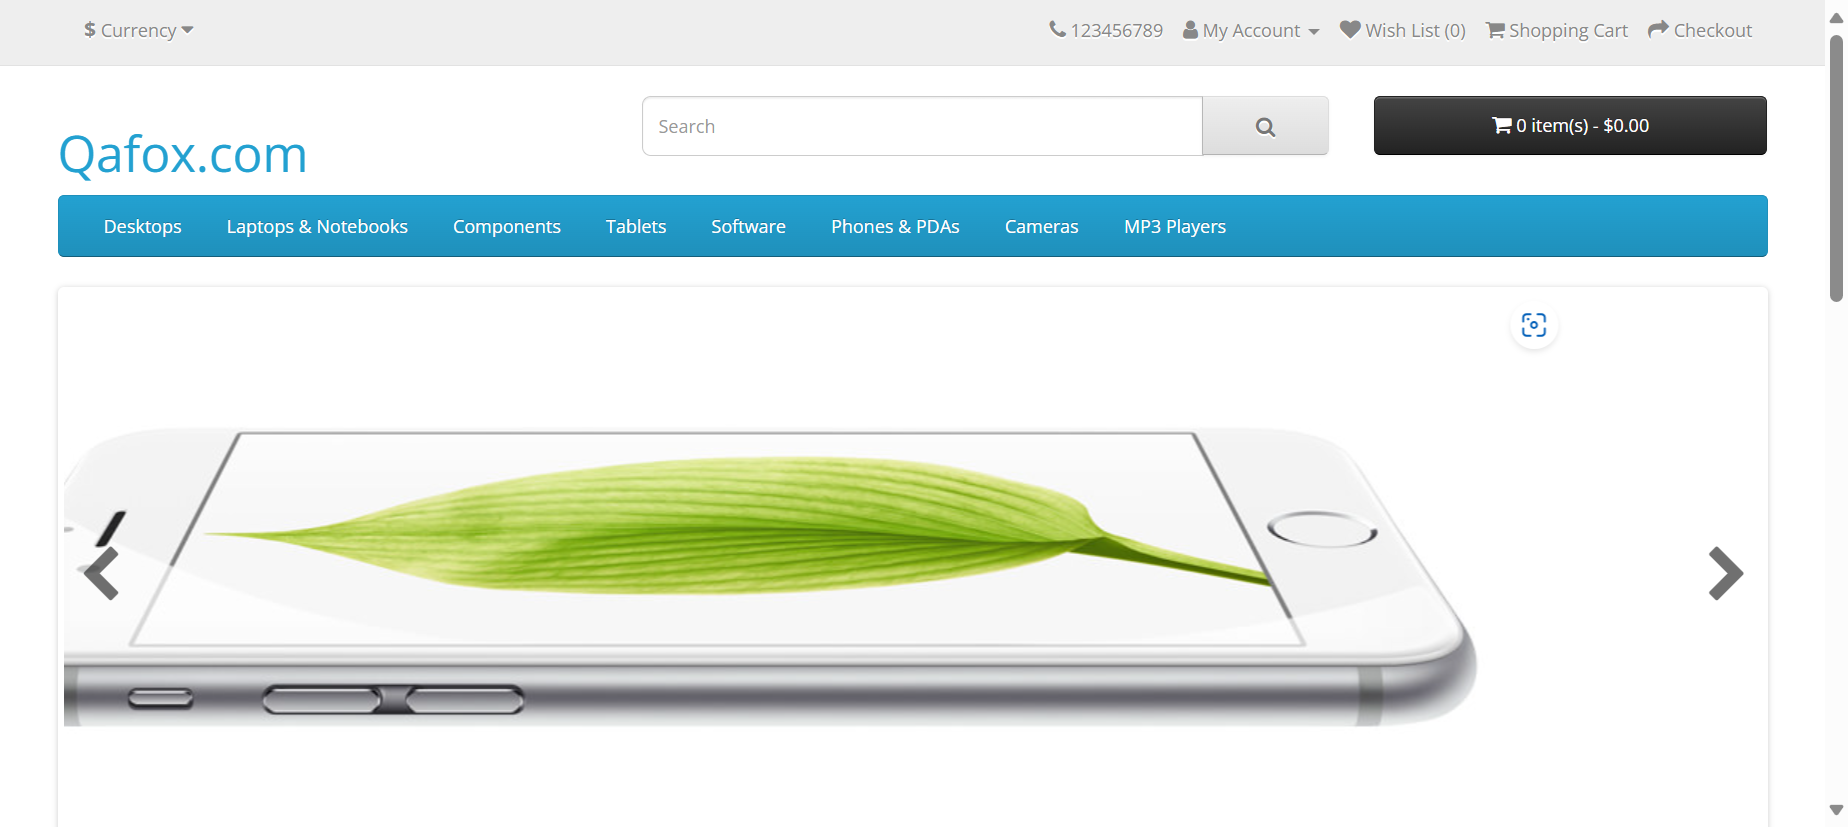 $ Currency 123456789 My Account Wish List (0) Shopping Cart Checkout
Search
0 item(s) - $0.00
Qafox.com
Desktops Laptops & Notebooks Components Tablets Software Phones & PDAs Cameras MP3 Players